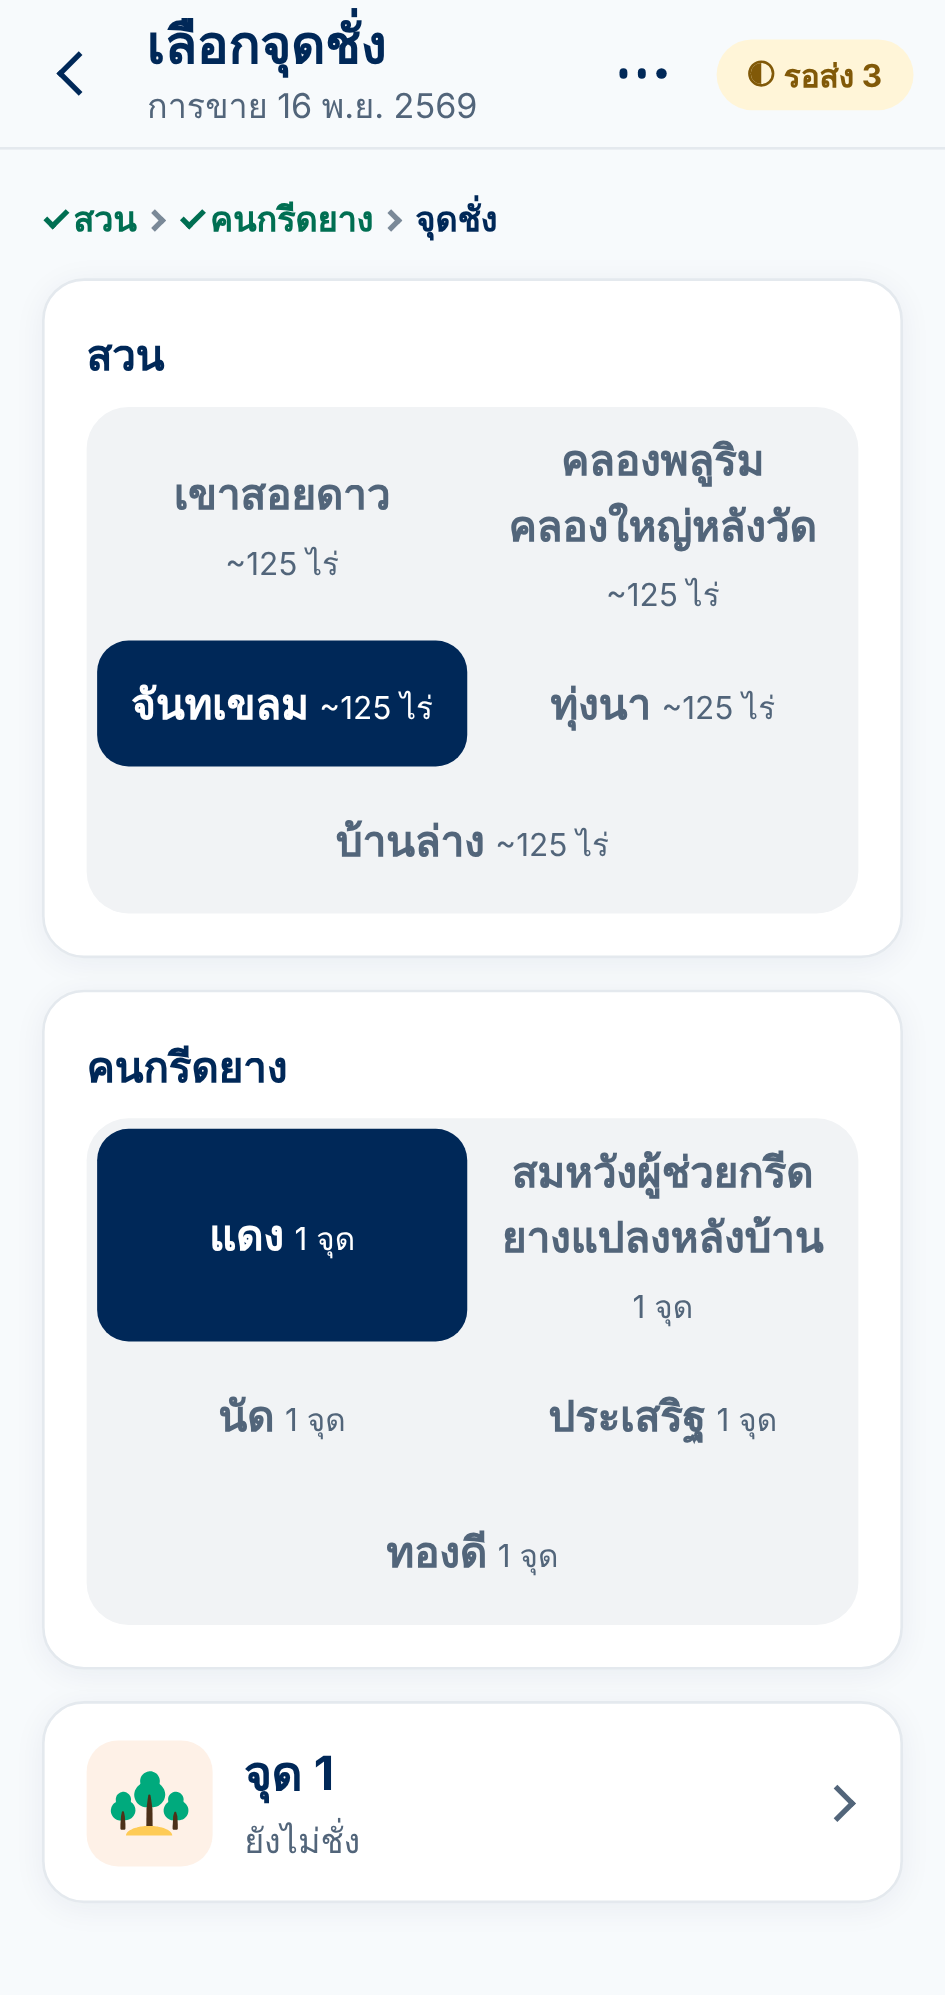 เลือกจุดชั่ง
การขาย 16 พ.ย. 2569
รอส่ง 3
สวน
คนกรีดยาง
จุดชั่ง
สวน
เขาสอยดาว
~125 ไร่
คลองพลูริม
คลองใหญ่หลังวัด
~125 ไร่
จันทเขลม ~125 ไร่
ทุ่งนา ~125 ไร่
บ้านล่าง ~125 ไร่
คนกรีดยาง
แดง 1 จุด
สมหวังผู้ช่วยกรีด
ยางแปลงหลังบ้าน
1 จุด
นัด 1 จุด
ประเสริฐ 1 จุด
ทองดี 1 จุด
จุด 1
ยังไม่ชั่ง